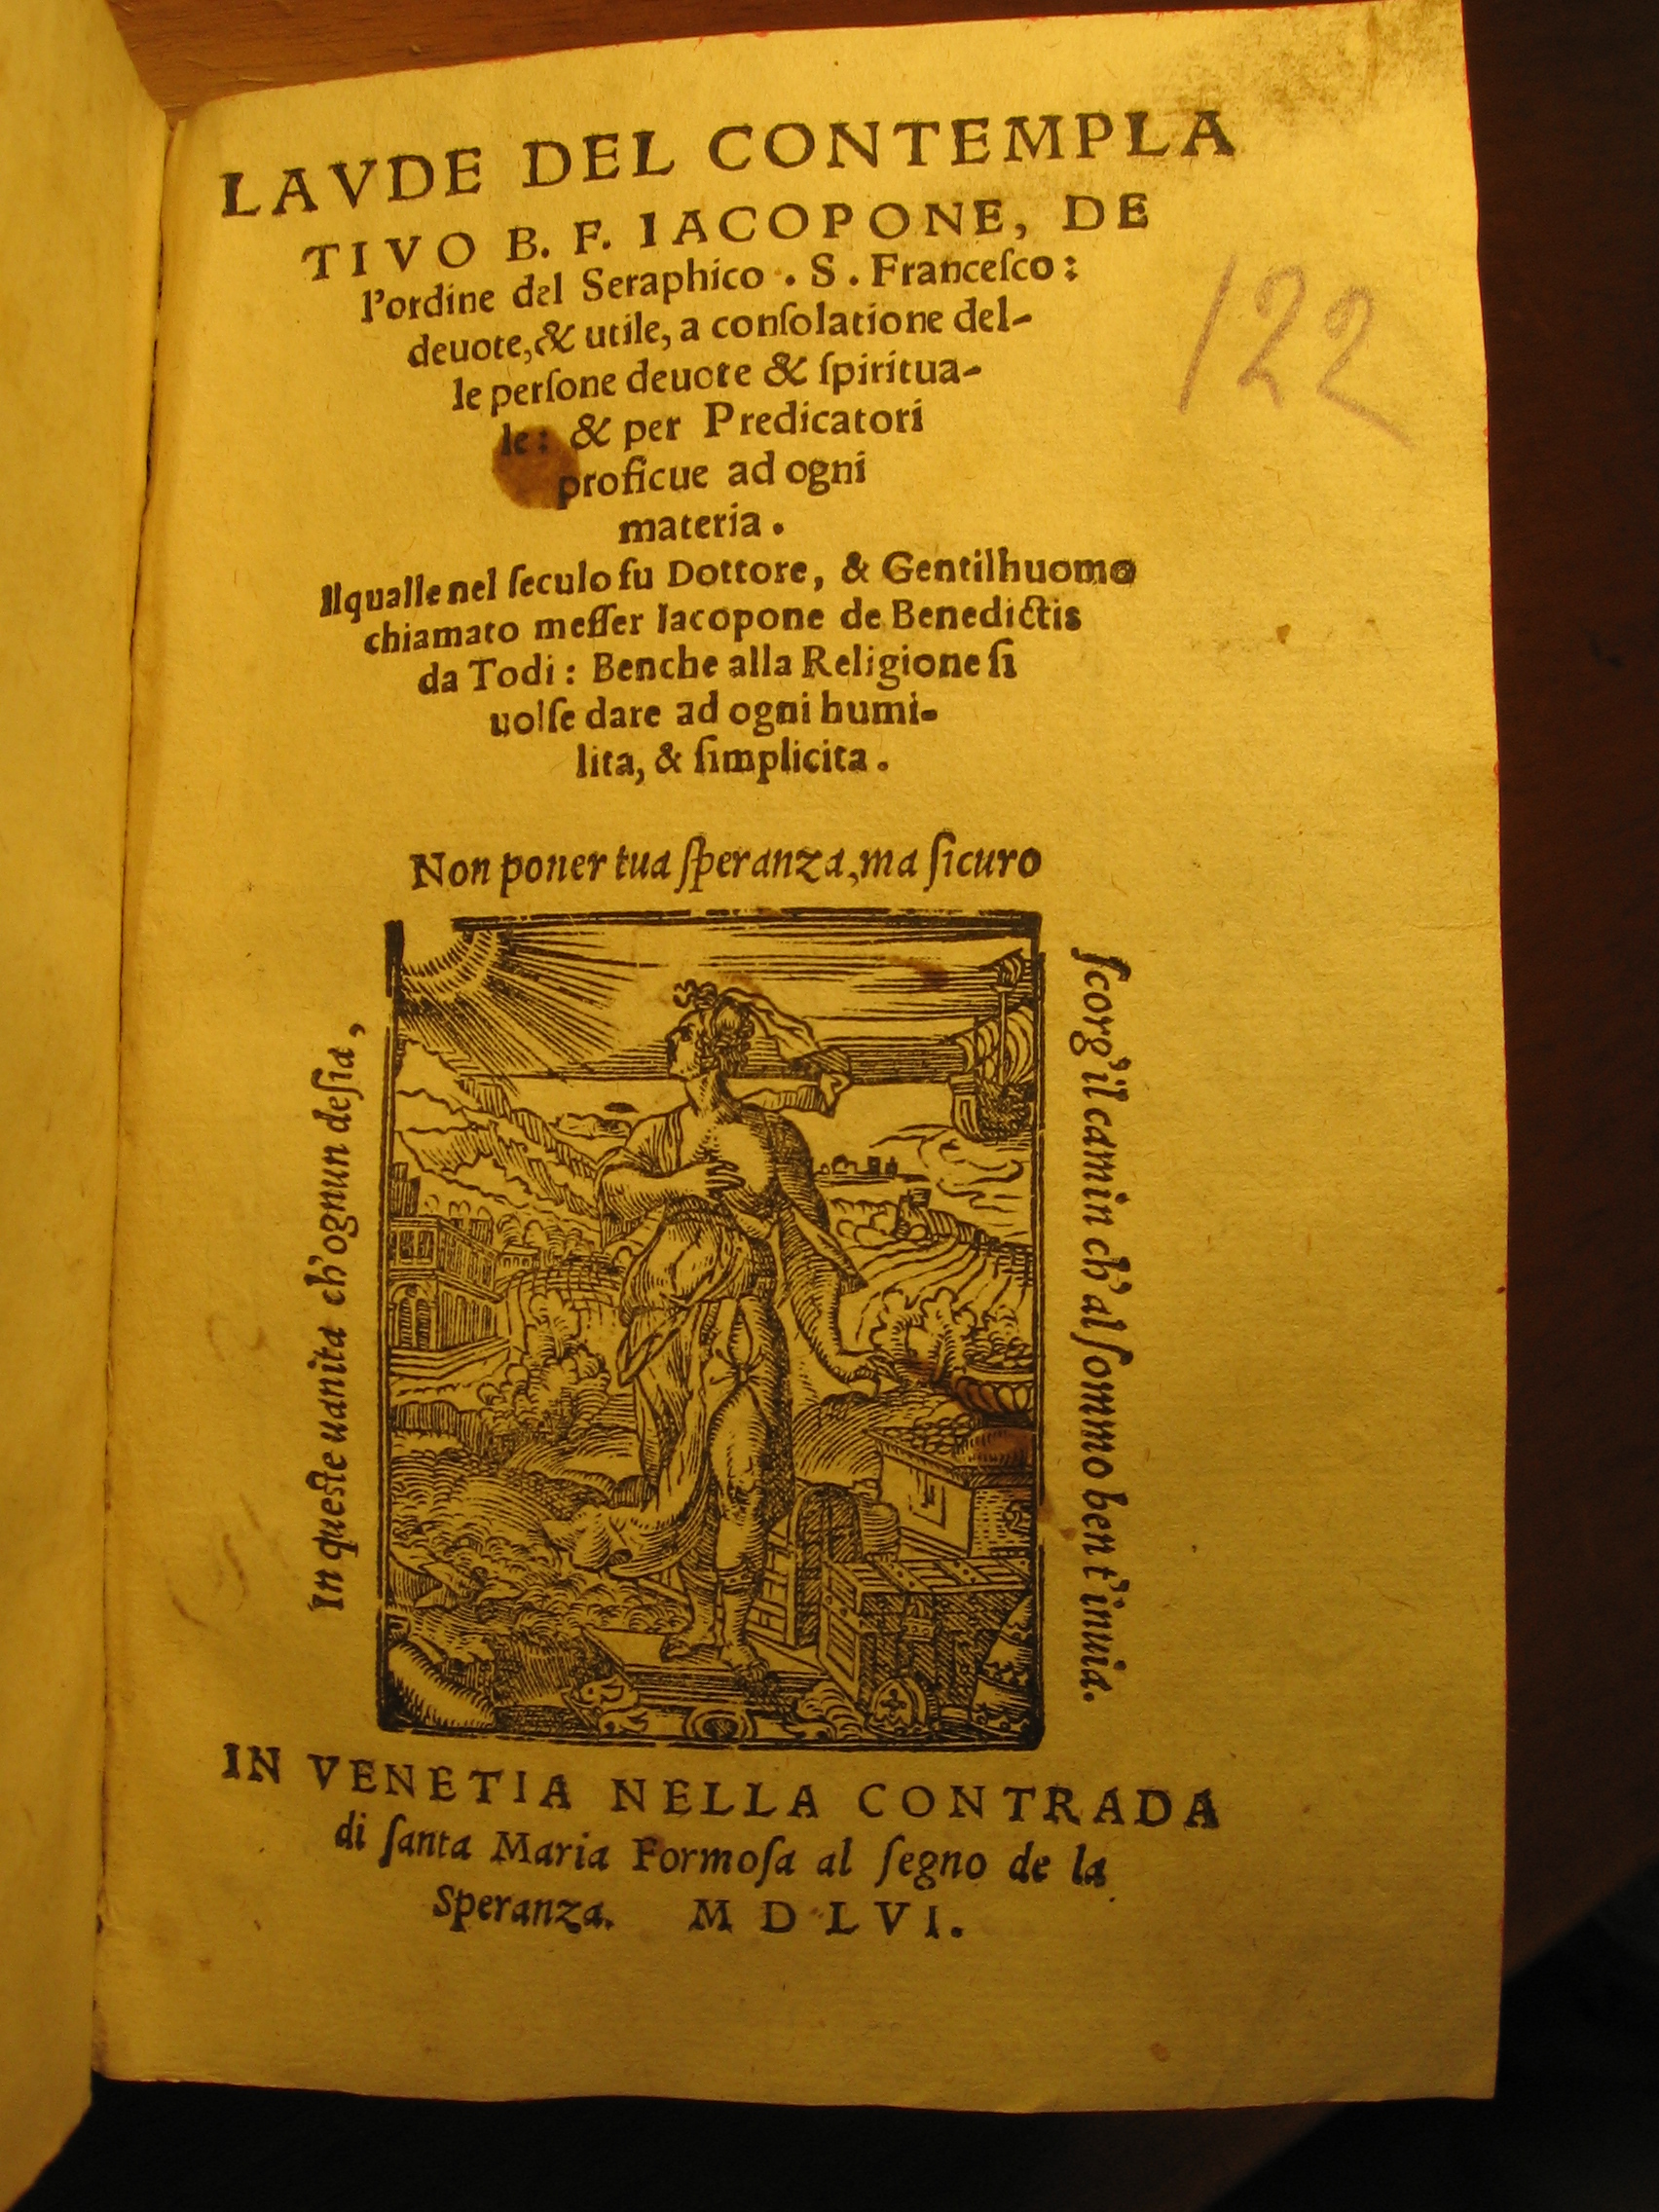 LAVDE DEL CONTEMPLA
TIVO B. F. IACOPONE, DE
l'ordine del Seraphico . S . Franceſco :
deuote, & utile, a conſolatione del-
le perſone deuote & ſpiritua-
le : & per Predicatori
proficue ad ogni
materia .
Ilqualle nel ſeculo fu Dottore, & Gentilhuomo
chiamato meſſer Iacopone de Benedictis
da Todi : Benche alla Religione ſi
uolſe dare ad ogni humi-
lita, & ſimplicita .
122
Non poner tua ſperanza, ma ſicuro
In queſte uanita ch'ognun deſia,
ſcorg' il camin ch'al ſommo ben t'inuia.
IN VENETIA NELLA CONTRADA
di ſanta Maria Formoſa al ſegno de la
Speranza. M D LVI.